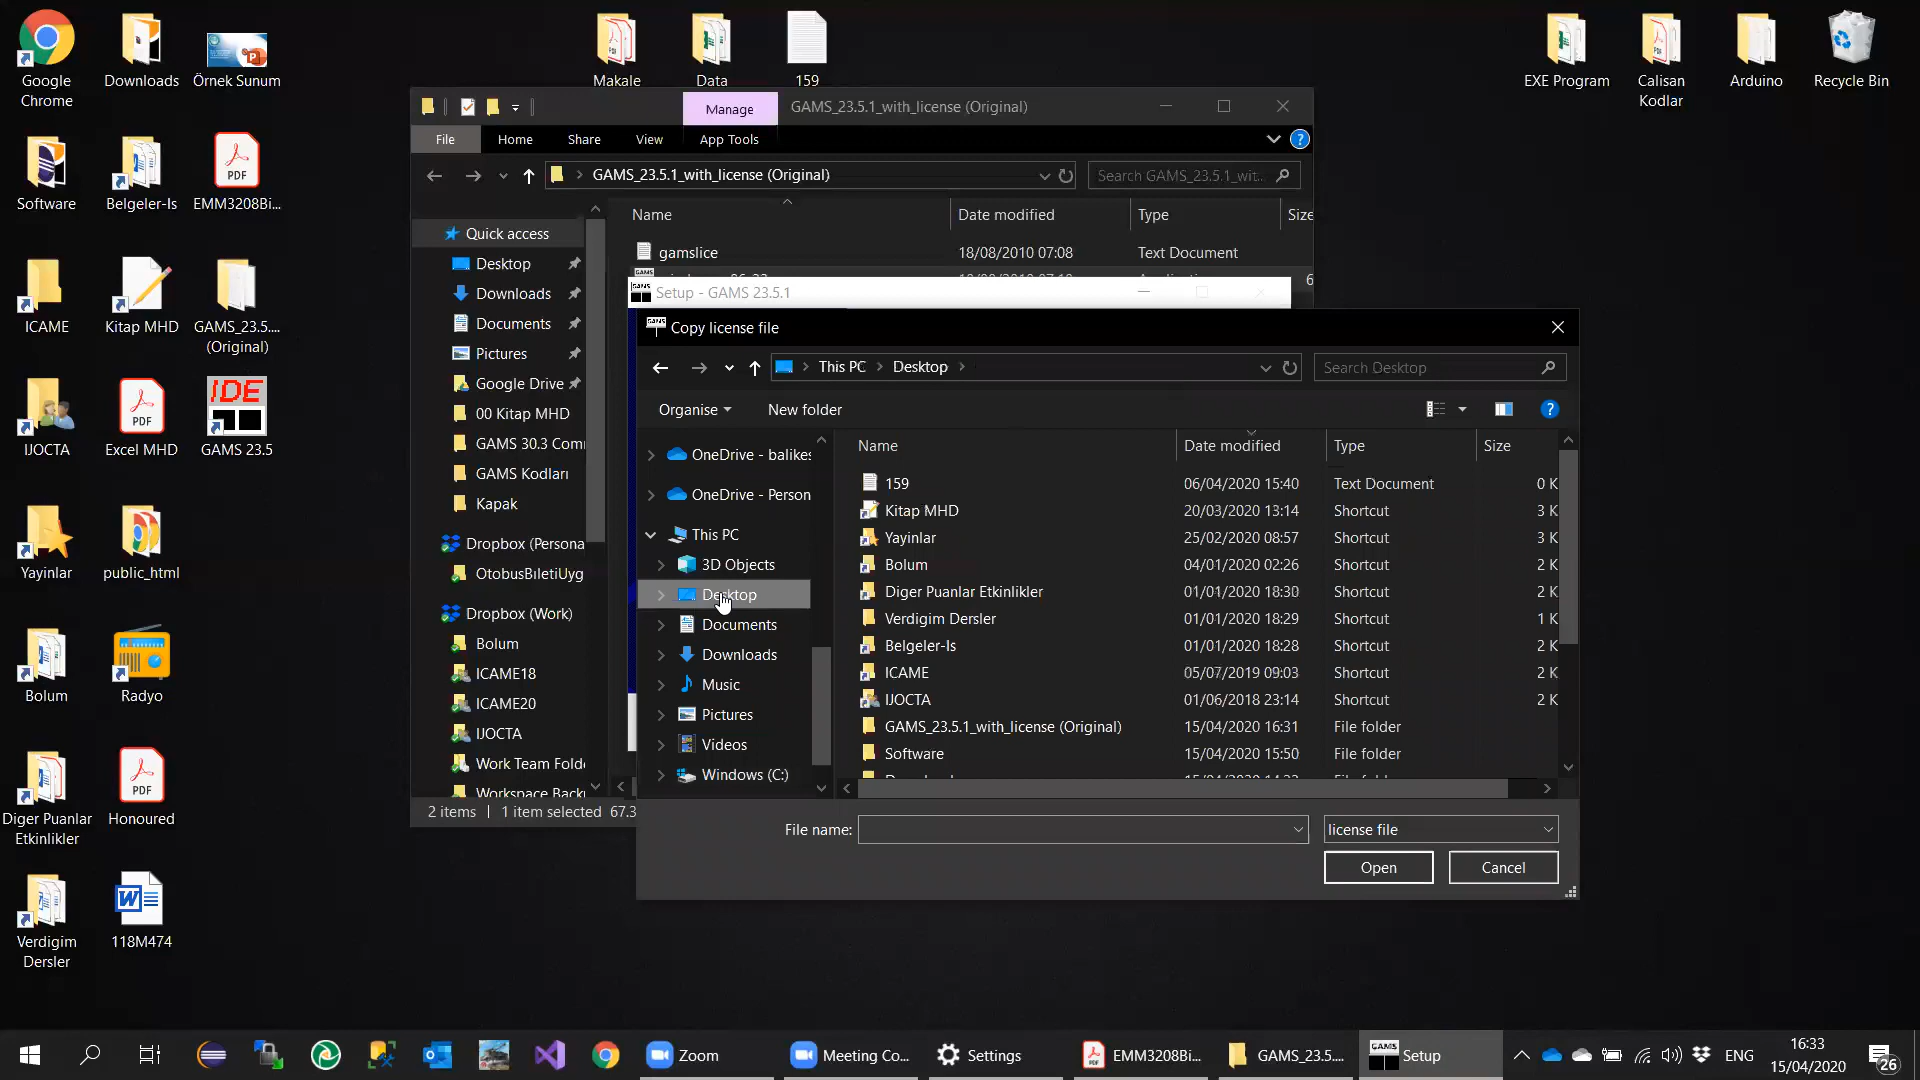 Google
Chrome
Downloads
Örnek Sunum
Makale
Data
159
EXE Program
Calisan
Kodlar
Arduino
Recycle Bin
Software
Belgeler-Is
PDF
EMM3208Bi...
ICAME
Kitap MHD
GAMS_23.5....
(Original)
IJOCTA
PDF
Excel MHD
IDE
GAMS 23.5
Yayinlar
public_html
Bolum
Radyo
Diger Puanlar
Etkinlikler
PDF
Honoured
Verdigim
Dersler
118M474
Manage
GAMS_23.5.1_with_license (Original)
File
Home
Share
View
App Tools
GAMS_23.5.1_with_license (Original)
Search GAMS_23.5.1_wit...
Name
Date modified
Type
Size
gamslice
18/08/2010 07:08
Text Document
Quick access
Desktop
Downloads
Documents
Pictures
Google Drive
00 Kitap MHD
GAMS 30.3 Com
GAMS Kodları
Kapak
Dropbox (Persona
OtobusBıletiUyg
Dropbox (Work)
Bolum
ICAME18
ICAME20
IJOCTA
Work Team Folde
Workspace Backu
2 items
1 item selected
67.3
GAMS
Setup - GAMS 23.5.1
GAMS
Copy license file
This PC
Desktop
Search Desktop
Organise
New folder
OneDrive - balikes
OneDrive - Person
This PC
3D Objects
Desktop
Documents
Downloads
Music
Pictures
Videos
Windows (C:)
Name
Date modified
Type
Size
159
06/04/2020 15:40
Text Document
0 K
Kitap MHD
20/03/2020 13:14
Shortcut
3 K
Yayinlar
25/02/2020 08:57
Shortcut
3 K
Bolum
04/01/2020 02:26
Shortcut
2 K
Diger Puanlar Etkinlikler
01/01/2020 18:30
Shortcut
2 K
Verdigim Dersler
01/01/2020 18:29
Shortcut
1 K
Belgeler-Is
01/01/2020 18:28
Shortcut
2 K
ICAME
05/07/2019 09:03
Shortcut
2 K
IJOCTA
01/06/2018 23:14
Shortcut
2 K
GAMS_23.5.1_with_license (Original)
15/04/2020 16:31
File folder
Software
15/04/2020 15:50
File folder
File name:
license file
Open
Cancel
Zoom
Meeting Co...
Settings
EMM3208Bi...
GAMS_23.5....
GAMS
Setup
ENG
16:33
15/04/2020
26